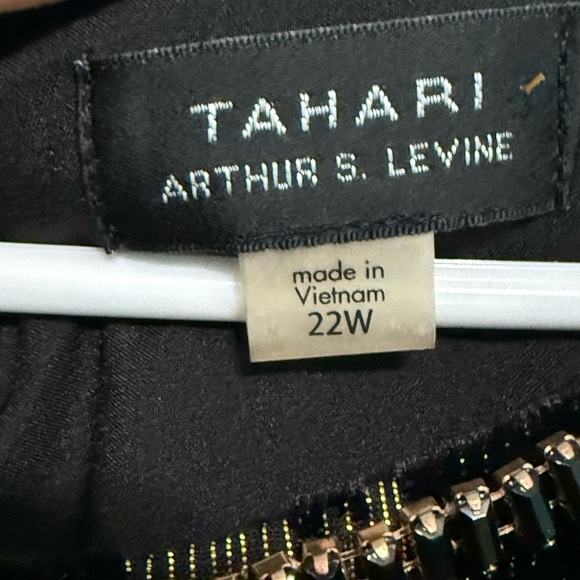 TAHARI
ARTHUR S. LEVINE
made in
Vietnam
22W